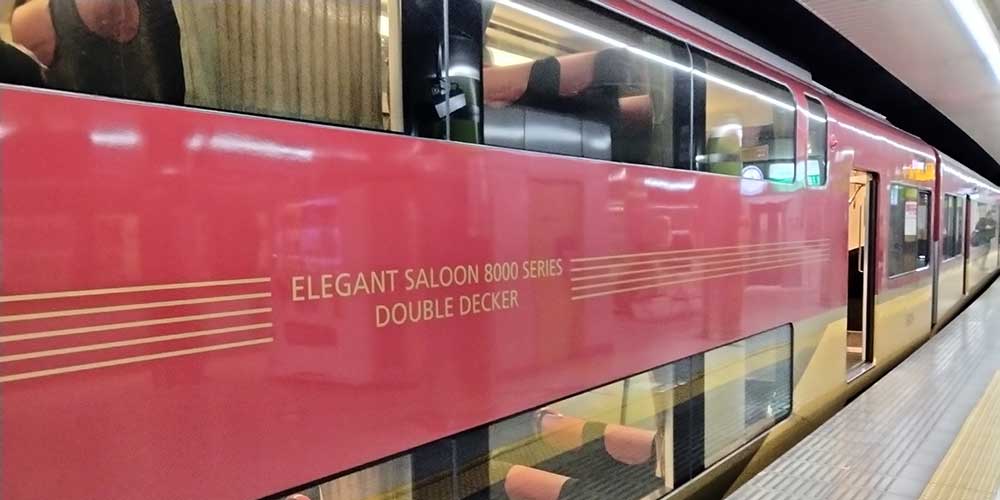 ELEGANT SALOON 8000 SERIES
DOUBLE DECKER